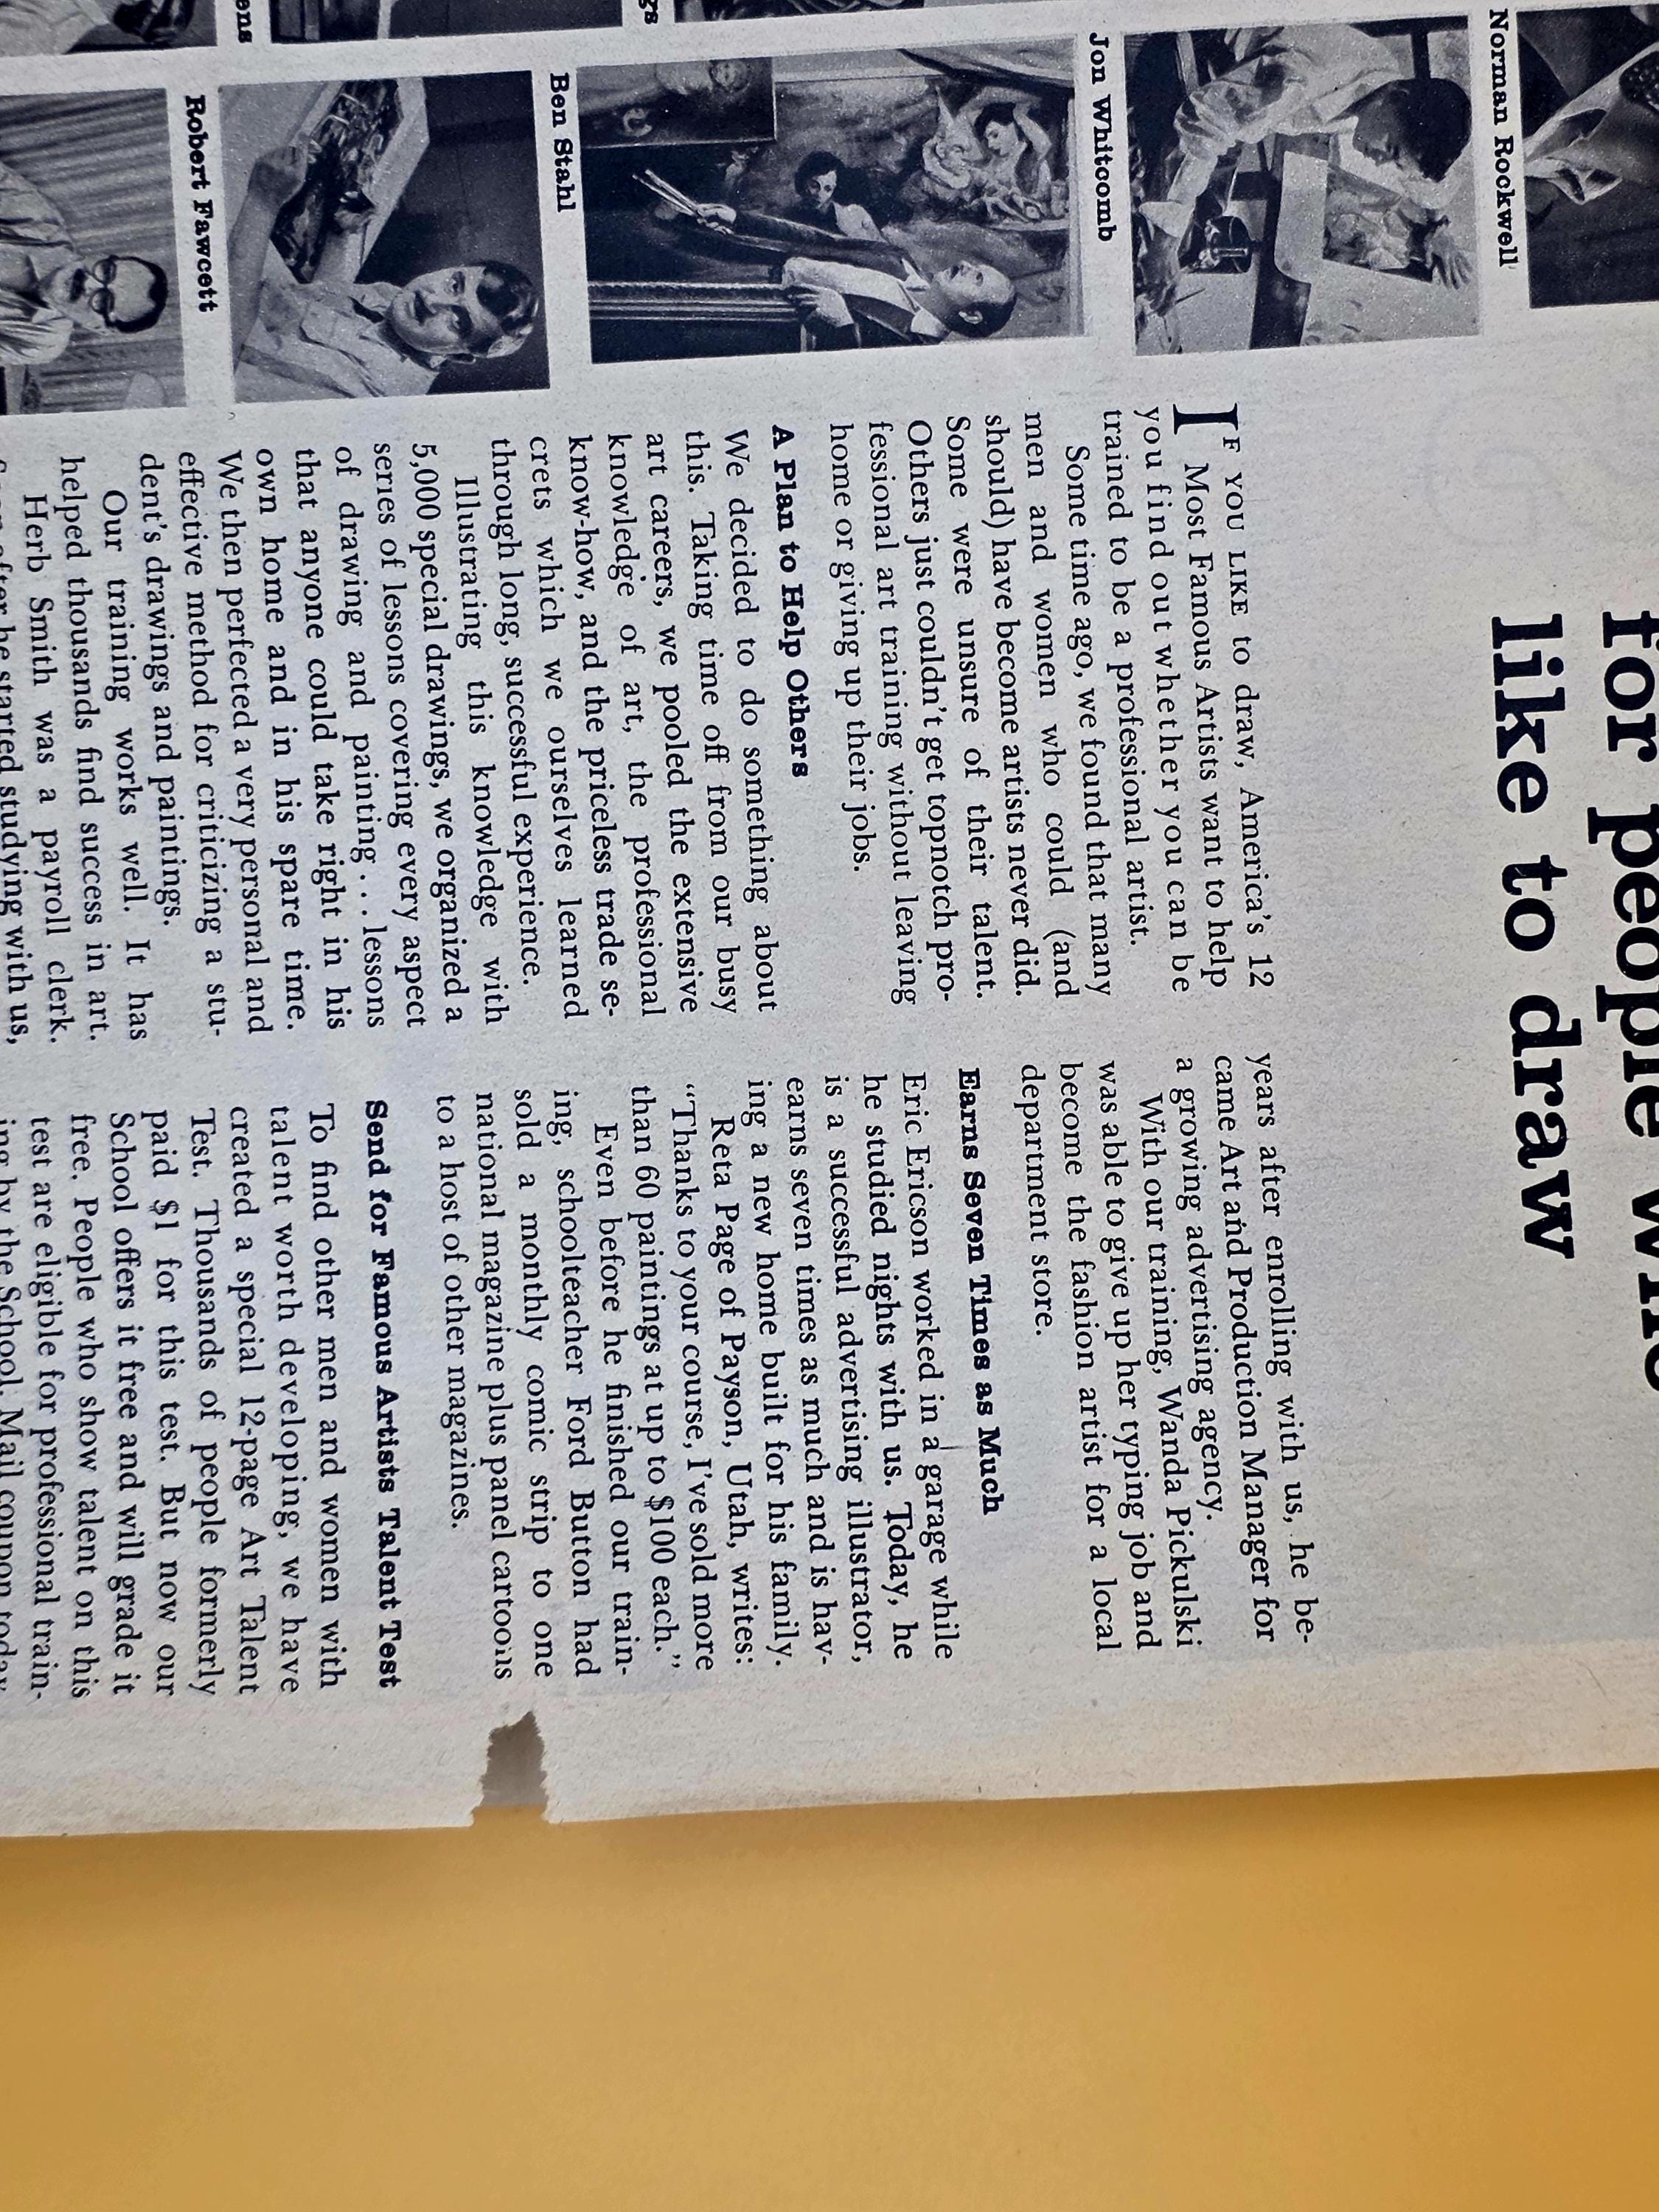 for people who
like to draw
Norman Rockwell
Jon Whitcomb
Ben Stahl
Robert Fawcett
IF YOU LIKE to draw, America's 12
Most Famous Artists want to help
you find out whether you can be
trained to be a professional artist.
Some time ago, we found that many
men and women who could (and
should) have become artists never did.
Some were unsure of their talent.
Others just couldn't get topnotch pro-
fessional art training without leaving
home or giving up their jobs.
A Plan to Help Others
We decided to do something about
this. Taking time off from our busy
art careers, we pooled the extensive
knowledge of art, the professional
know-how, and the priceless trade se-
crets which we ourselves learned
through long, successful experience.
Illustrating this knowledge with
5,000 special drawings, we organized a
series of lessons covering every aspect
of drawing and painting . . . lessons
that anyone could take right in his
own home and in his spare time.
We then perfected a very personal and
effective method for criticizing a stu-
dent's drawings and paintings.
Our training works well. It has
helped thousands find success in art.
Herb Smith was a payroll clerk.
after he started studying with us,
years after enrolling with us, he be-
came Art and Production Manager for
a growing advertising agency.
With our training, Wanda Pickulski
was able to give up her typing job and
become the fashion artist for a local
department store.
Earns Seven Times as Much
Eric Ericson worked in a garage while
he studied nights with us. Today, he
is a successful advertising illustrator,
earns seven times as much and is hav-
ing a new home built for his family.
Reta Page of Payson, Utah, writes:
"Thanks to your course, I've sold more
than 60 paintings at up to $100 each."
Even before he finished our train-
ing, schoolteacher Ford Button had
sold a monthly comic strip to one
national magazine plus panel cartoons
to a host of other magazines.
Send for Famous Artists Talent Test
To find other men and women with
talent worth developing, we have
created a special 12-page Art Talent
Test. Thousands of people formerly
paid $1 for this test. But now our
School offers it free and will grade it
free. People who show talent on this
test are eligible for professional train-
ing by the School. Mail coupon today